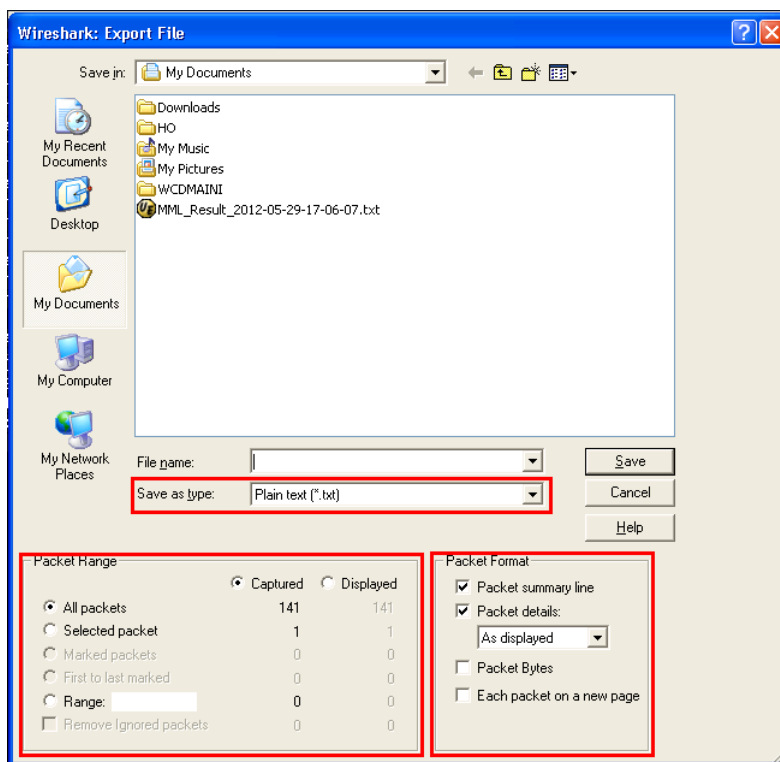 Wireshark: Export File
Save in: My Documents
Downloads
HO
My Music
My Pictures
WCDMAINI
MML_Result_2012-05-29-17-06-07.txt
My Recent
Documents
Desktop
My Documents
My Computer
My Network
Places
File name: Save
Save as type: Plain text (*.txt) Cancel
Help
Packet Range
Captured Displayed
All packets 141 141
Selected packet 1 1
Marked packets 0 0
First to last marked 0 0
Range: 0 0
Remove Ignored packets 0 0
Packet Format
Packet summary line
Packet details:
As displayed
Packet Bytes
Each packet on a new page